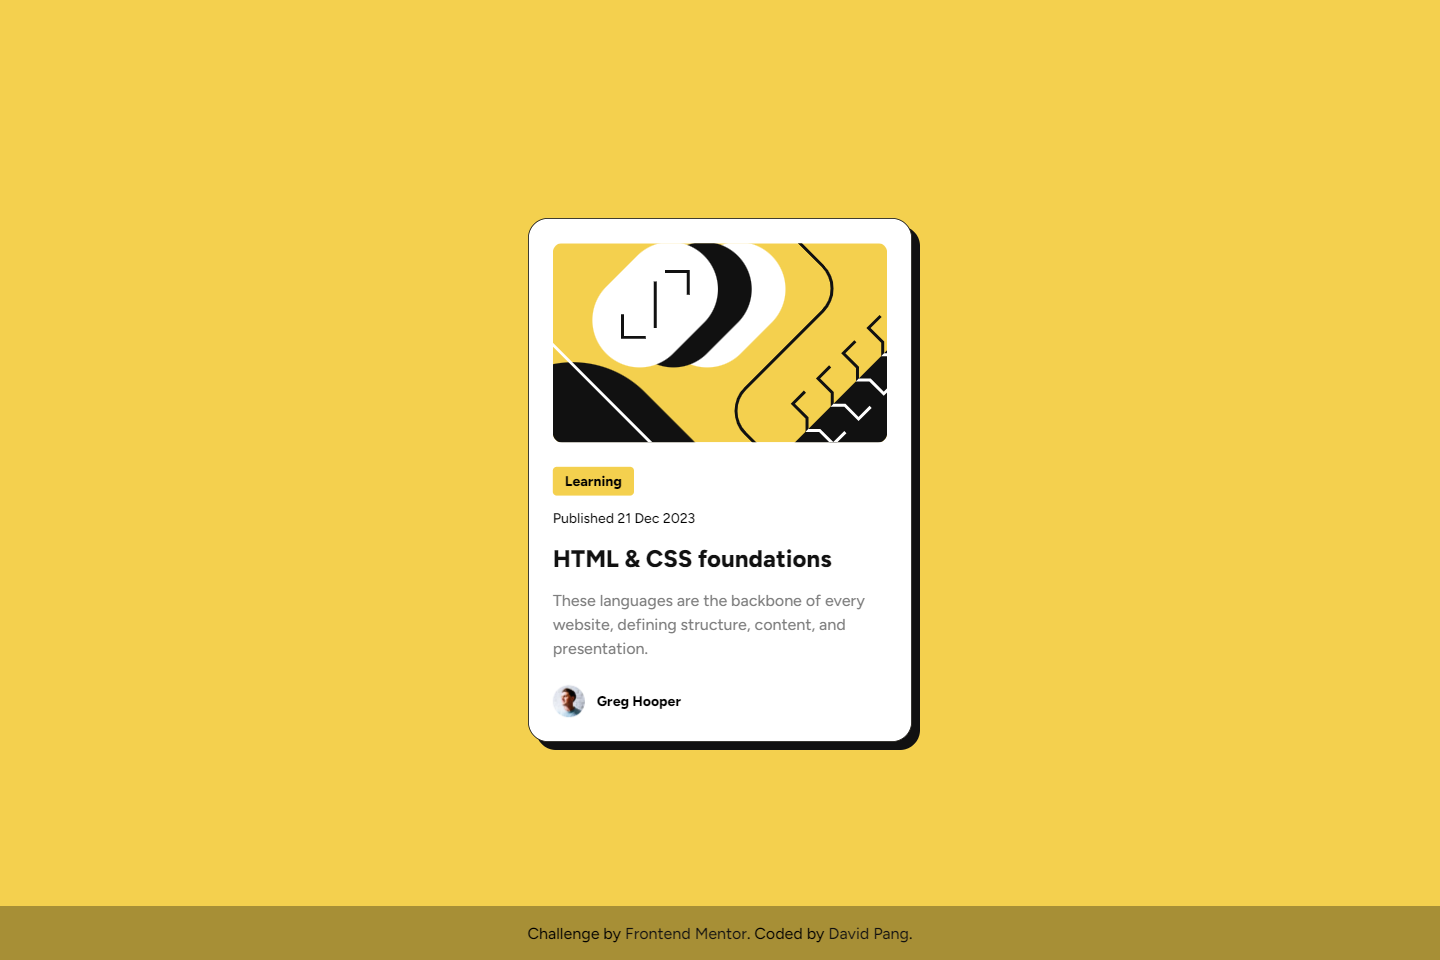 Learning
Published 21 Dec 2023
HTML & CSS foundations
These languages are the backbone of every
website, defining structure, content, and
presentation.
Greg Hooper
Challenge by Frontend Mentor. Coded by David Pang.